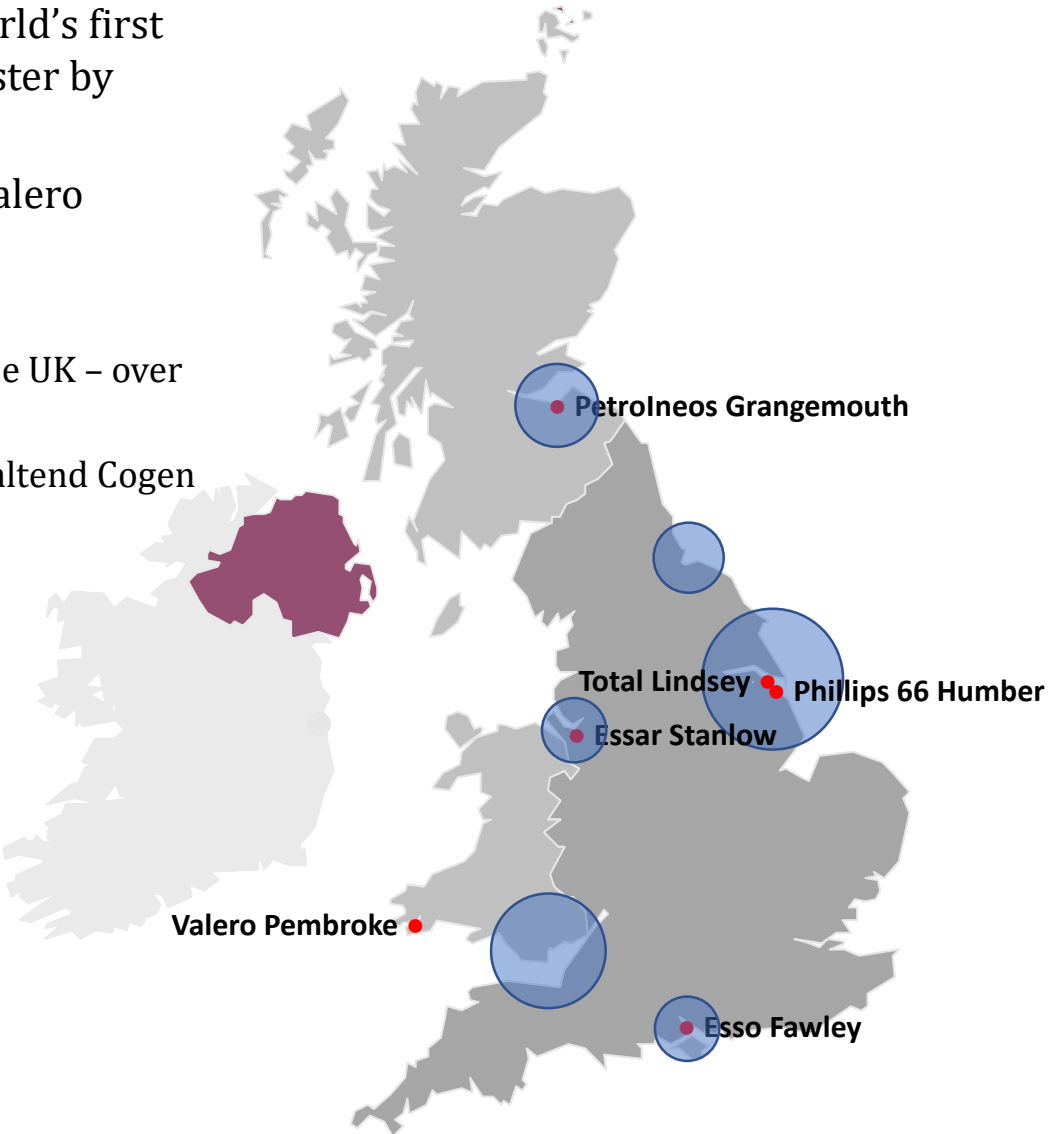 rld’s first
ster by
alero
e UK – over
altend Cogen
PetroIneos Grangemouth
Total Lindsey
Phillips 66 Humber
Essar Stanlow
Valero Pembroke
Esso Fawley